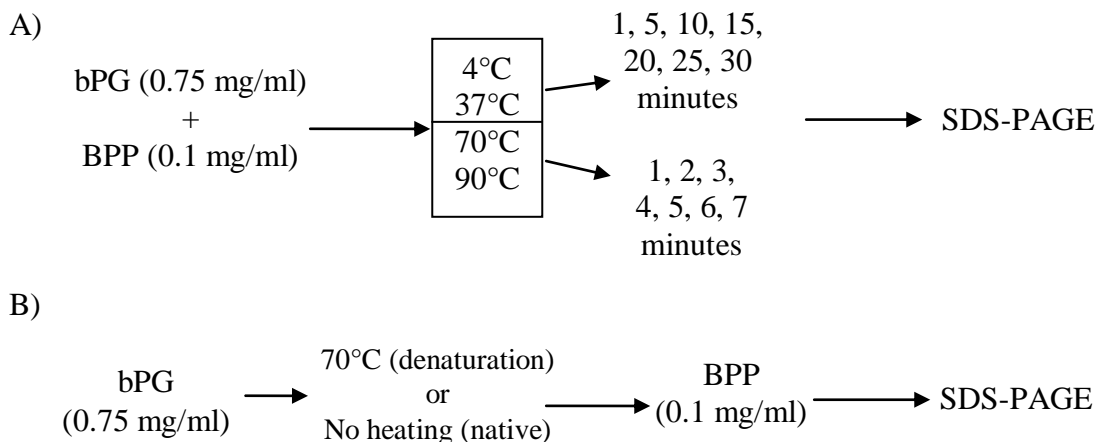 A)
bPG (0.75 mg/ml)
+
BPP (0.1 mg/ml)
4°C
37°C
70°C
90°C
1, 5, 10, 15,
20, 25, 30
minutes
1, 2, 3,
4, 5, 6, 7
minutes
SDS-PAGE
B)
bPG
(0.75 mg/ml)
70°C (denaturation)
or
No heating (native)
BPP
(0.1 mg/ml)
SDS-PAGE